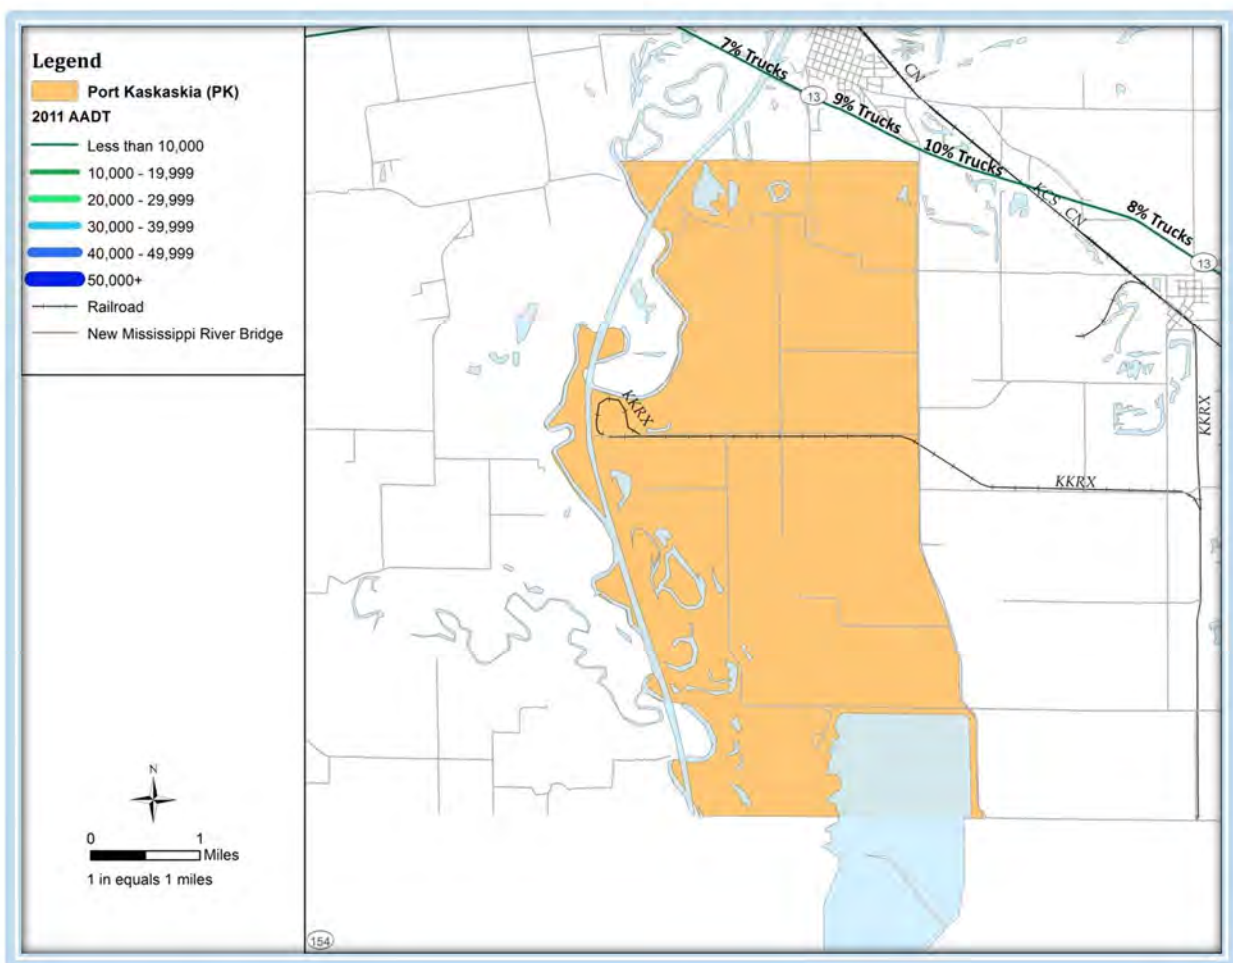 Legend
Port Kaskaskia (PK)
2011 AADT
Less than 10,000
10,000 - 19,999
20,000 - 29,999
30,000 - 39,999
40,000 - 49,999
50,000+
Railroad
New Mississippi River Bridge
7% Trucks
CN
13
9% Trucks
10% Trucks
KCS CN
8% Trucks
13
KKRX
KKRX
KKRX
N
0 1
Miles
1 in equals 1 miles
154